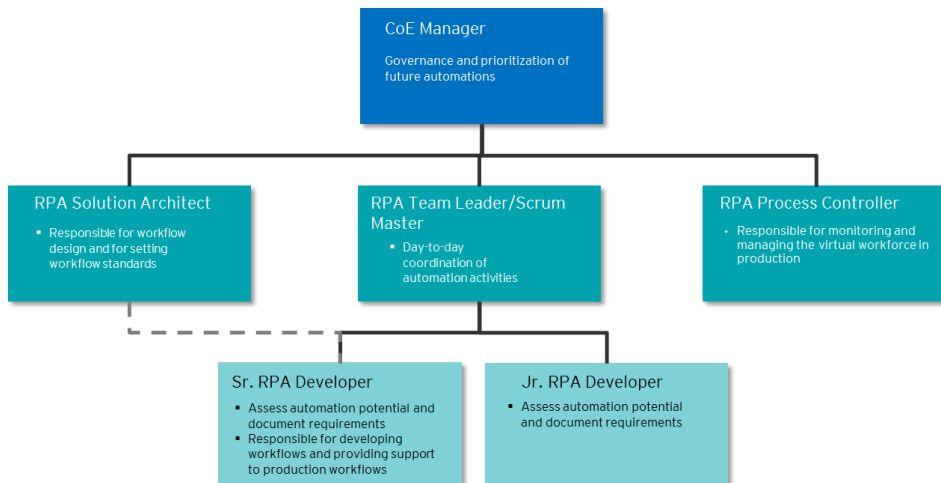 CoE Manager
Governance and prioritization of
future automations
RPA Solution Architect
▪ Responsible for workflow
design and for setting
workflow standards
RPA Team Leader/Scrum
Master
▪ Day-to-day
coordination of
automation activities
RPA Process Controller
• Responsible for monitoring and
managing the virtual workforce in
production
Sr. RPA Developer
▪ Assess automation potential and
document requirements
▪ Responsible for developing
workflows and providing support
to production workflows
Jr. RPA Developer
▪ Assess automation potential
and document requirements